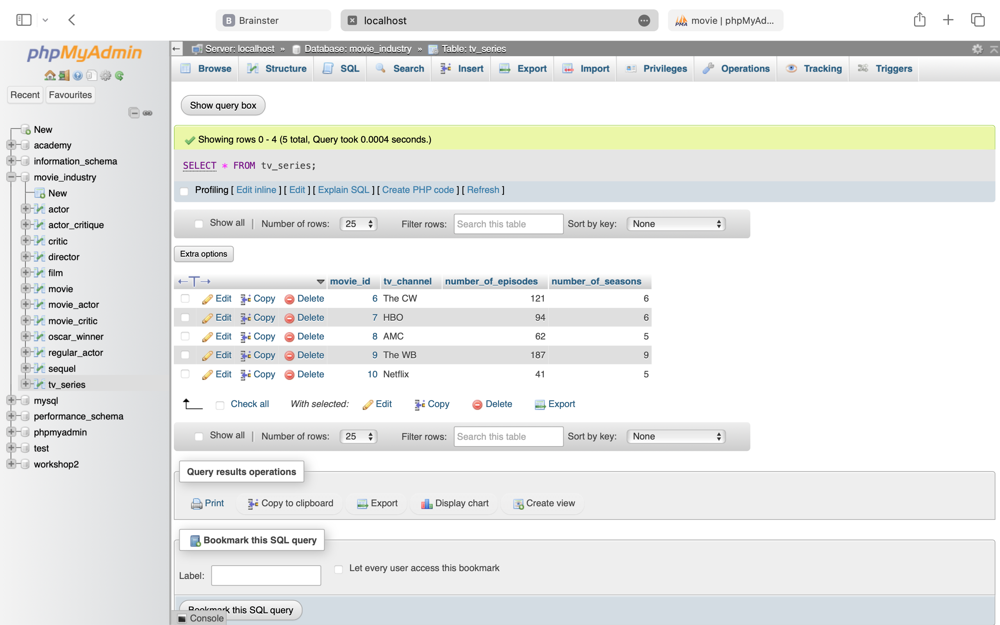 B Brainster
localhost
PMA movie | phpMyAd...
phpMyAdmin
Recent Favourites
New
academy
information_schema
movie_industry
New
actor
actor_critique
critic
director
film
movie
movie_actor
movie_critic
oscar_winner
regular_actor
sequel
tv_series
mysql
performance_schema
phpmyadmin
test
workshop2
Server: localhost » Database: movie_industry » Table: tv_series
Browse Structure SQL Search Insert Export Import Privileges Operations Tracking Triggers
Show query box
Showing rows 0 - 4 (5 total, Query took 0.0004 seconds.)
SELECT * FROM tv_series;
Profiling [ Edit inline ] [ Edit ] [ Explain SQL ] [ Create PHP code ] [ Refresh ]
Show all | Number of rows: 25 Filter rows: Search this table Sort by key: None
Extra options
←T→ movie_id tv_channel number_of_episodes number_of_seasons
Edit Copy Delete 6 The CW 121 6
Edit Copy Delete 7 HBO 94 6
Edit Copy Delete 8 AMC 62 5
Edit Copy Delete 9 The WB 187 9
Edit Copy Delete 10 Netflix 41 5
Check all With selected: Edit Copy Delete Export
Show all | Number of rows: 25 Filter rows: Search this table Sort by key: None
Query results operations
Print Copy to clipboard Export Display chart Create view
Bookmark this SQL query
Label: Let every user access this bookmark
Bookmark this SQL query
Console